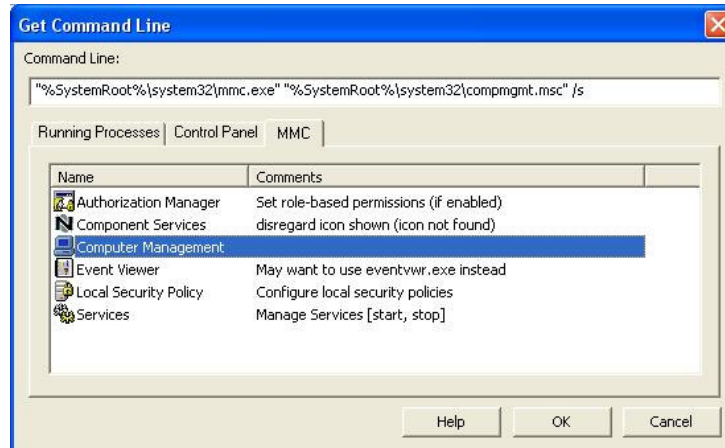 Get Command Line
Command Line:
"%SystemRoot%\system32\mmc.exe" "%SystemRoot%\system32\compmgmt.msc" /s
Running Processes Control Panel MMC
Name Comments
Authorization Manager Set role-based permissions (if enabled)
Component Services disregard icon shown (icon not found)
Computer Management
Event Viewer May want to use eventvwr.exe instead
Local Security Policy Configure local security policies
Services Manage Services [start, stop]
Help OK Cancel